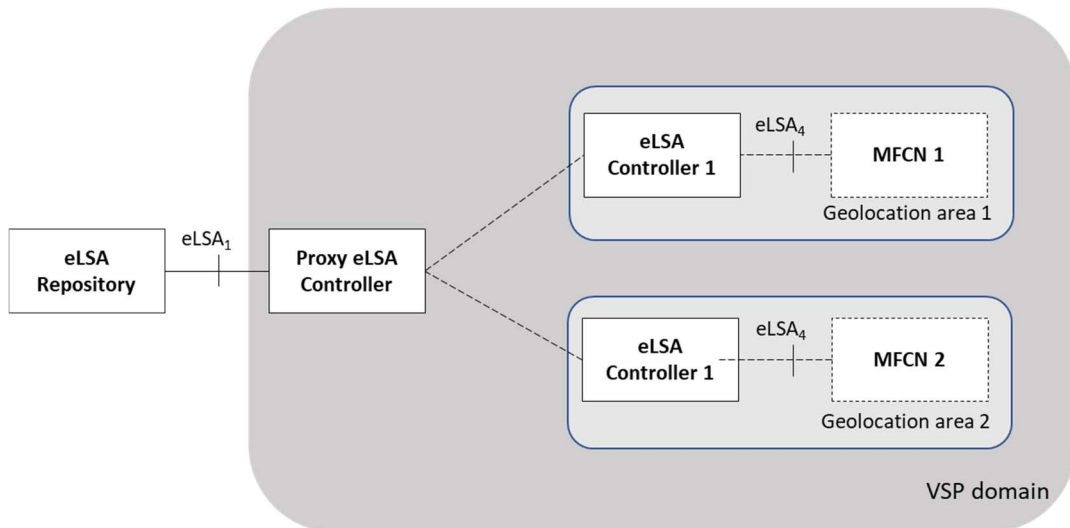 eLSA
Repository
eLSA₁
Proxy eLSA
Controller
eLSA
Controller 1
eLSA₄
MFCN 1
Geolocation area 1
eLSA
Controller 1
eLSA₄
MFCN 2
Geolocation area 2
VSP domain